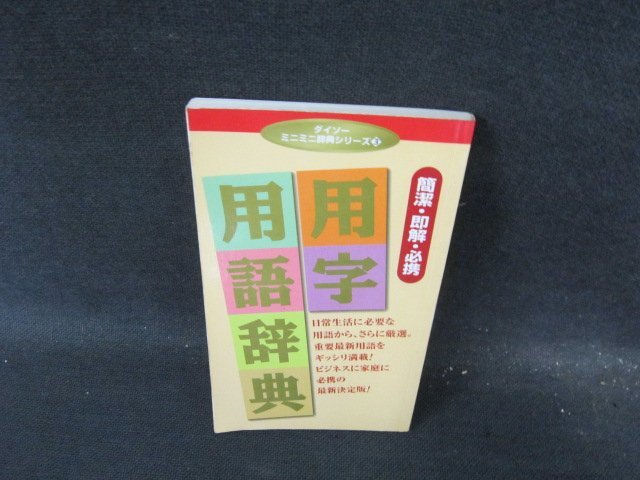 ダイソー
ミニミニ辞典シリーズ③
簡潔・即解・必携
用字
用語辞典
日常生活に必要な
用語から、さらに厳選。
重要最新用語を
ギッシリ満載!
ビジネスに家庭に
必携の
最新決定版!